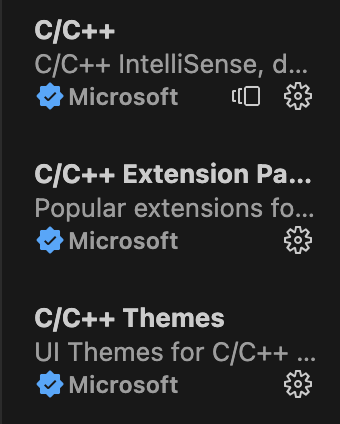 C/C++
C/C++ IntelliSense, d...
Microsoft
C/C++ Extension Pa...
Popular extensions fo...
Microsoft
C/C++ Themes
UI Themes for C/C++ ...
Microsoft